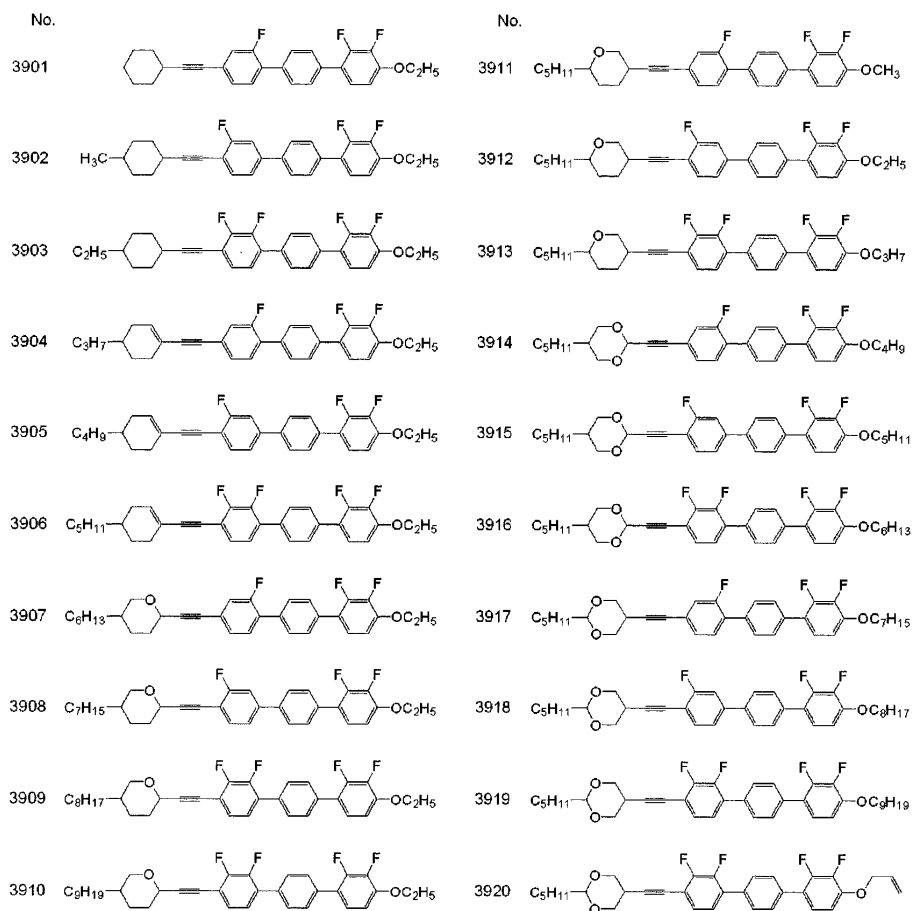 No.
F F F
3901 OC2H5
F F F
3902 H3C OC2H5
F F F F
3903 C2H5 OC2H5
F F F
3904 C3H7 OC2H5
F F F
3905 C4H9 OC2H5
F F F F
3906 C5H11 OC2H5
O F F F
3907 C6H13 OC2H5
O F F F
3908 C7H15 OC2H5
O F F F F
3909 C8H17 OC2H5
O F F F F
3910 C9H19 OC2H5
No.
O F F F
3911 C5H11 OCH3
O F F F
3912 C5H11 OC2H5
O F F F F
3913 C5H11 OC3H7
O F F F
3914 C5H11 O OC4H9
O F F F
3915 C5H11 O OC5H11
O F F F F
3916 C5H11 O OC6H13
O F F F
3917 C5H11 O OC7H15
O F F F
3918 C5H11 O OC8H17
O F F F F
3919 C5H11 O OC9H19
O F F F F
3920 C5H11 O O